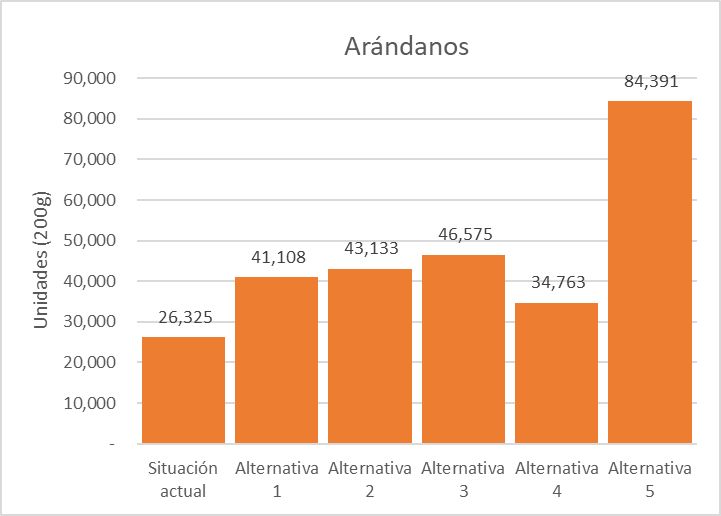 Arándanos
Unidades (200g)
90,000
80,000
70,000
60,000
50,000
40,000
30,000
20,000
10,000
-
26,325
41,108
43,133
46,575
34,763
84,391
Situación
actual
Alternativa
1
Alternativa
2
Alternativa
3
Alternativa
4
Alternativa
5